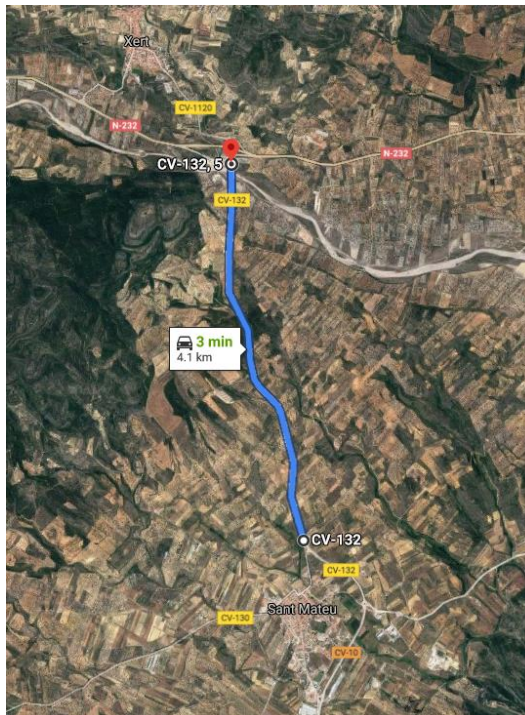 Xert
CV-1120
N-232
N-232
CV-132, 5
CV-132
3 min
4.1 km
CV-132
CV-132
Sant Mateu
CV-130
CV-10